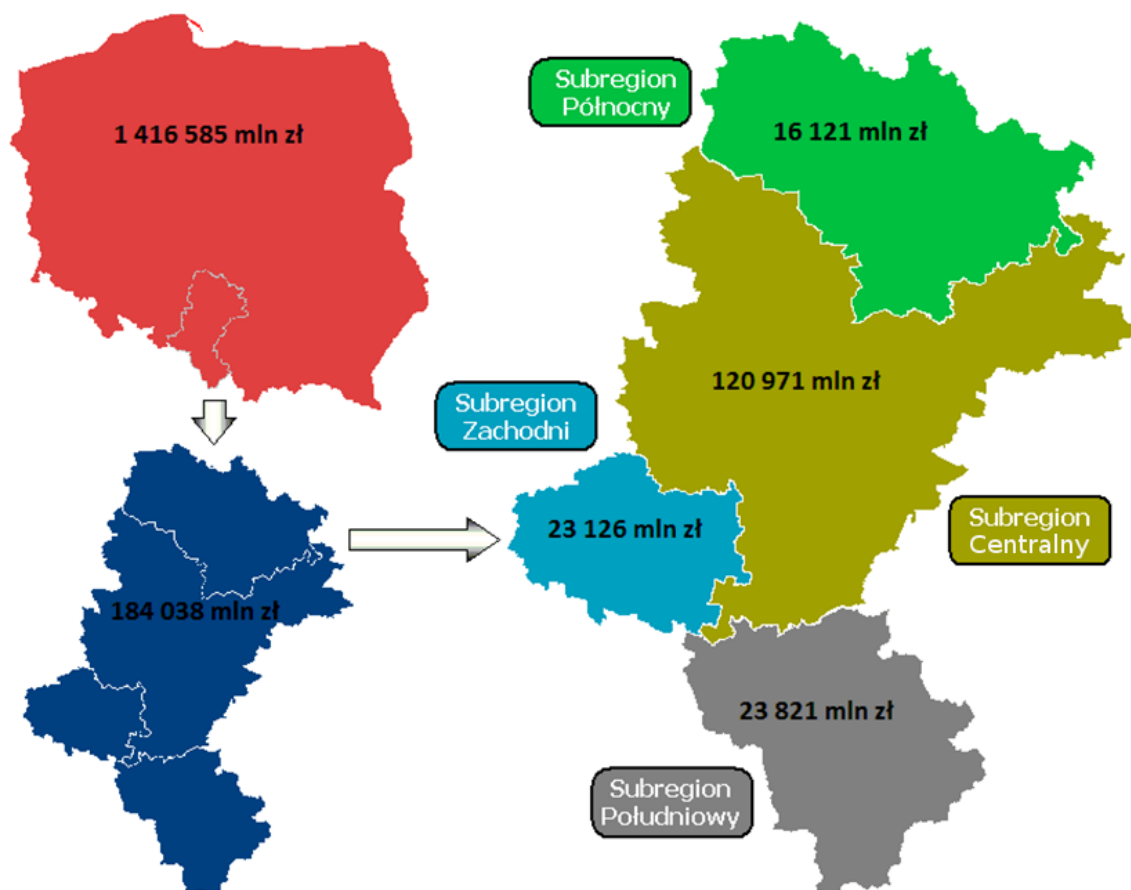 1 416 585 mln zł
184 038 mln zł
Subregion
Północny
16 121 mln zł
120 971 mln zł
Subregion
Zachodni
23 126 mln zł
Subregion
Centralny
23 821 mln zł
Subregion
Południowy